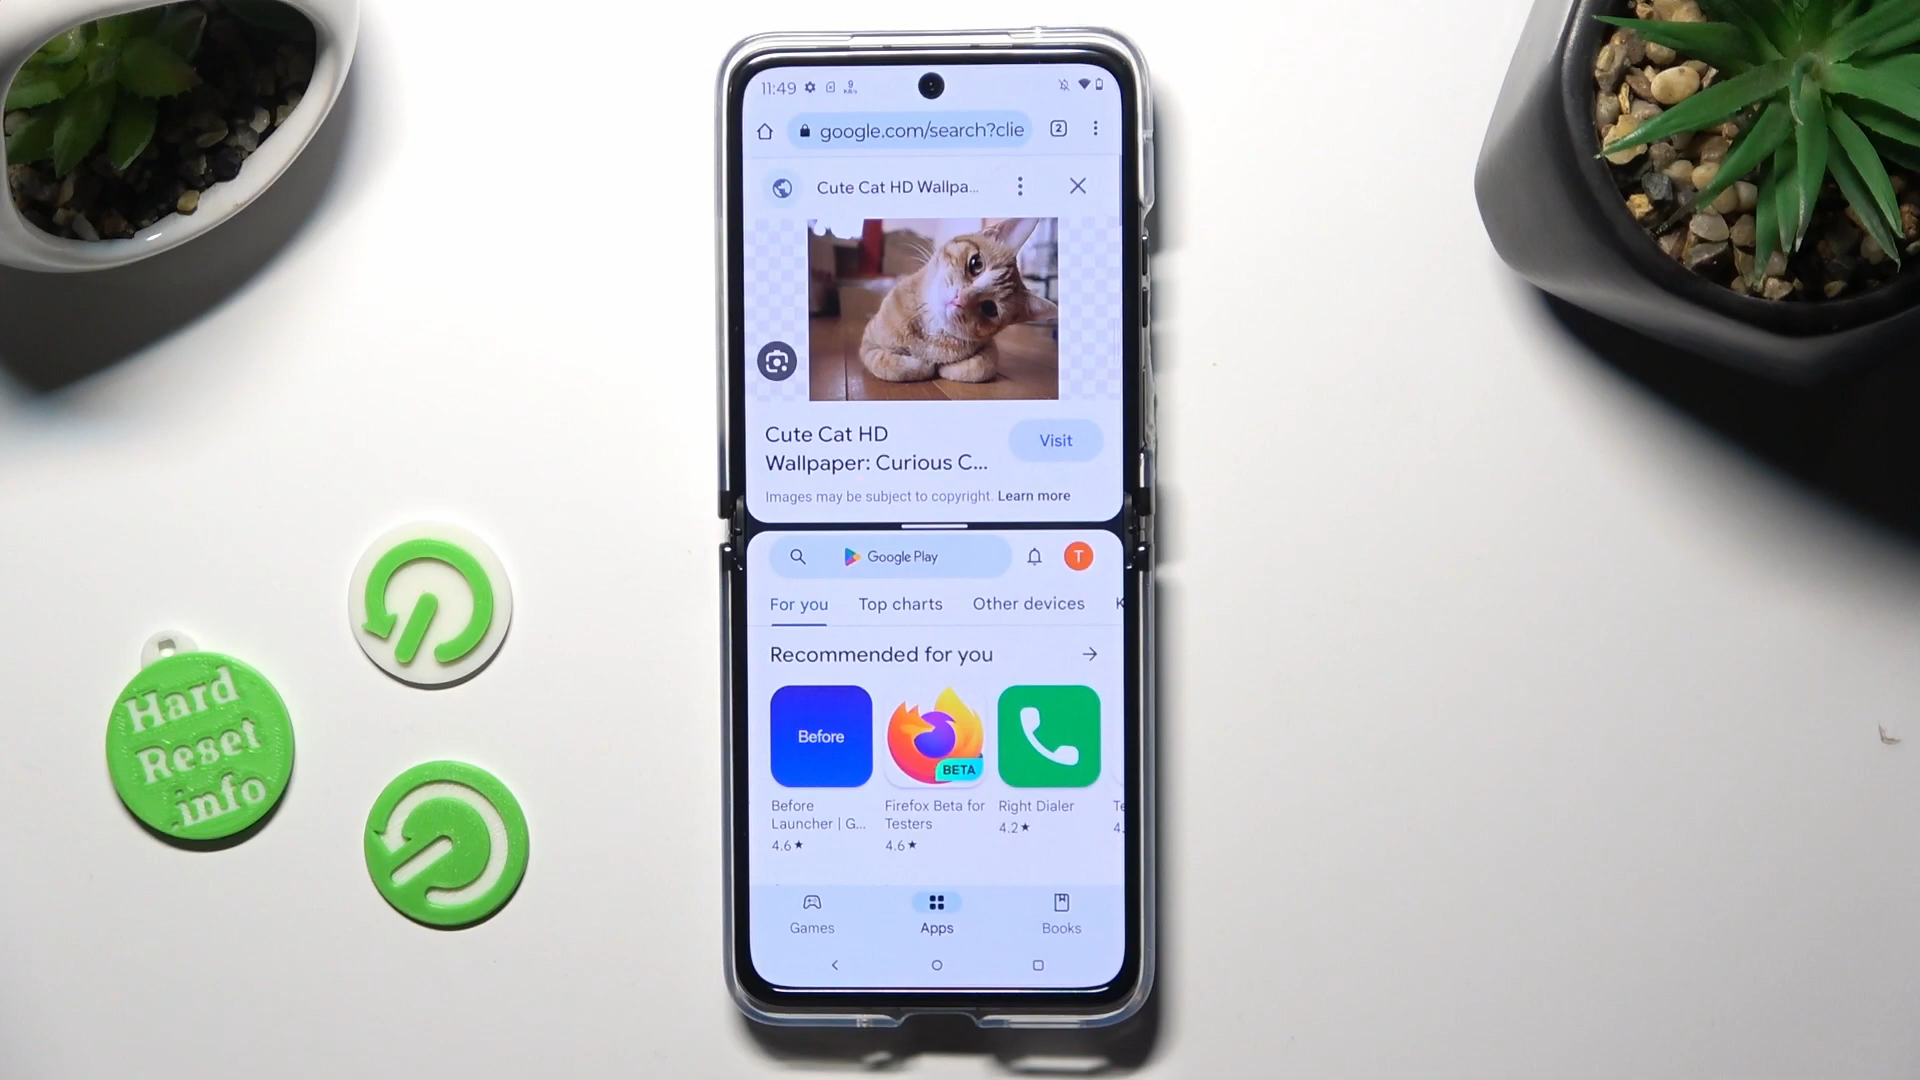 11:49
9
google.com/search?clie
2
Cute Cat HD Wallpa...
Cute Cat HD
Wallpaper: Curious C...
Visit
Images may be subject to copyright. Learn more
Google Play
T
For you
Top charts
Other devices
K
Recommended for you
Before
BETA
Before
Launcher | G...
4.6★
Firefox Beta for
Testers
4.6★
Right Dialer
4.2★
Te
4.
Games
Apps
Books
Hard
Reset
.info